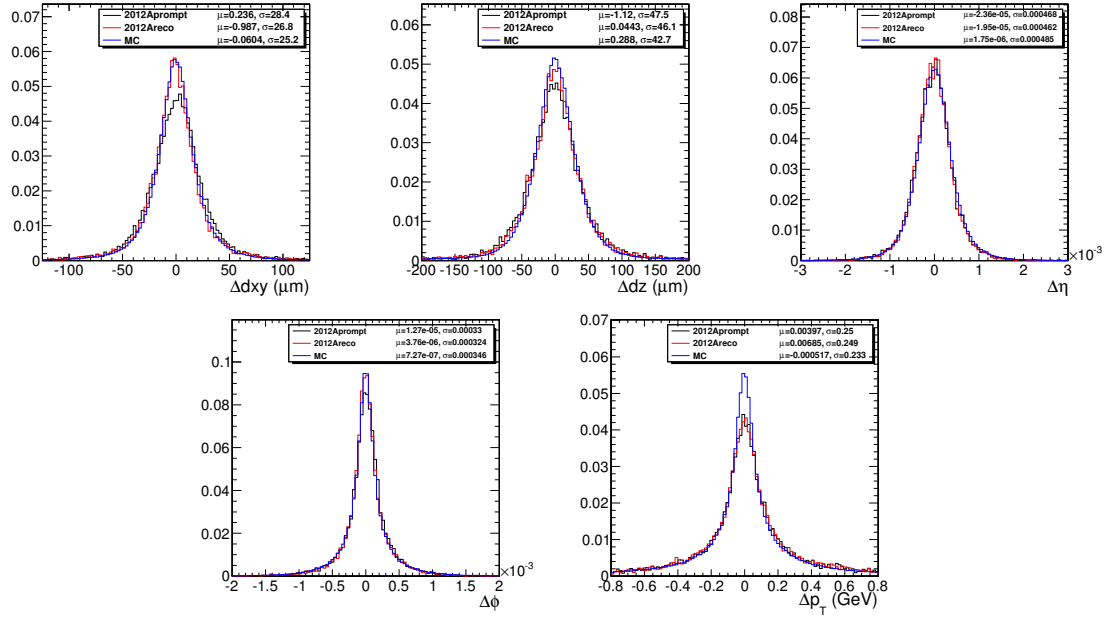 2012Aprompt μ=0.236, σ=28.4
2012Areco μ=-0.987, σ=26.8
MC μ=-0.0604, σ=25.2
0.07
0.06
0.05
0.04
0.03
0.02
0.01
0
-100 -50 0 50 100
Δdxy (μm)
2012Aprompt μ=-1.12, σ=47.5
2012Areco μ=0.0443, σ=46.1
MC μ=0.288, σ=42.7
0.06
0.05
0.04
0.03
0.02
0.01
0
-200 -150 -100 -50 0 50 100 150 200
Δdz (μm)
2012Aprompt μ=-2.36e-05, σ=0.000468
2012Areco μ=-1.95e-05, σ=0.000462
MC μ=1.75e-06, σ=0.000485
0.08
0.07
0.06
0.05
0.04
0.03
0.02
0.01
0
-3 -2 -1 0 1 2 3
×10⁻³
Δη
2012Aprompt μ=1.27e-05, σ=0.00033
2012Areco μ=3.76e-06, σ=0.000324
MC μ=7.27e-07, σ=0.000346
0.1
0.08
0.06
0.04
0.02
0
-2 -1 0 1 2
×10⁻³
Δϕ
2012Aprompt μ=0.00397, σ=0.25
2012Areco μ=0.00685, σ=0.249
MC μ=-0.000517, σ=0.233
0.07
0.06
0.05
0.04
0.03
0.02
0.01
0
-0.8 -0.6 -0.4 -0.2 0 0.2 0.4 0.6 0.8
Δp_T (GeV)